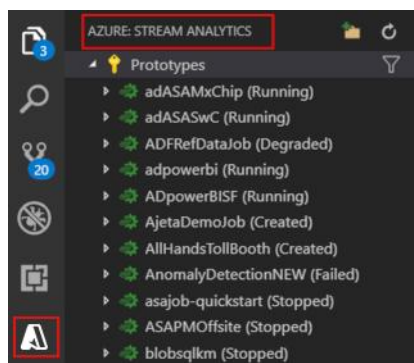 AZURE: STREAM ANALYTICS
3
Prototypes
adASAMxChip (Running)
adASASwC (Running)
ADFRefDataJob (Degraded)
20
adpowerbi (Running)
ADpowerBISF (Running)
AjetaDemoJob (Created)
AllHandsTollBooth (Created)
AnomalyDetectionNEW (Failed)
asajob-quickstart (Stopped)
ASAPMOffsite (Stopped)
blobsqlkm (Stopped)